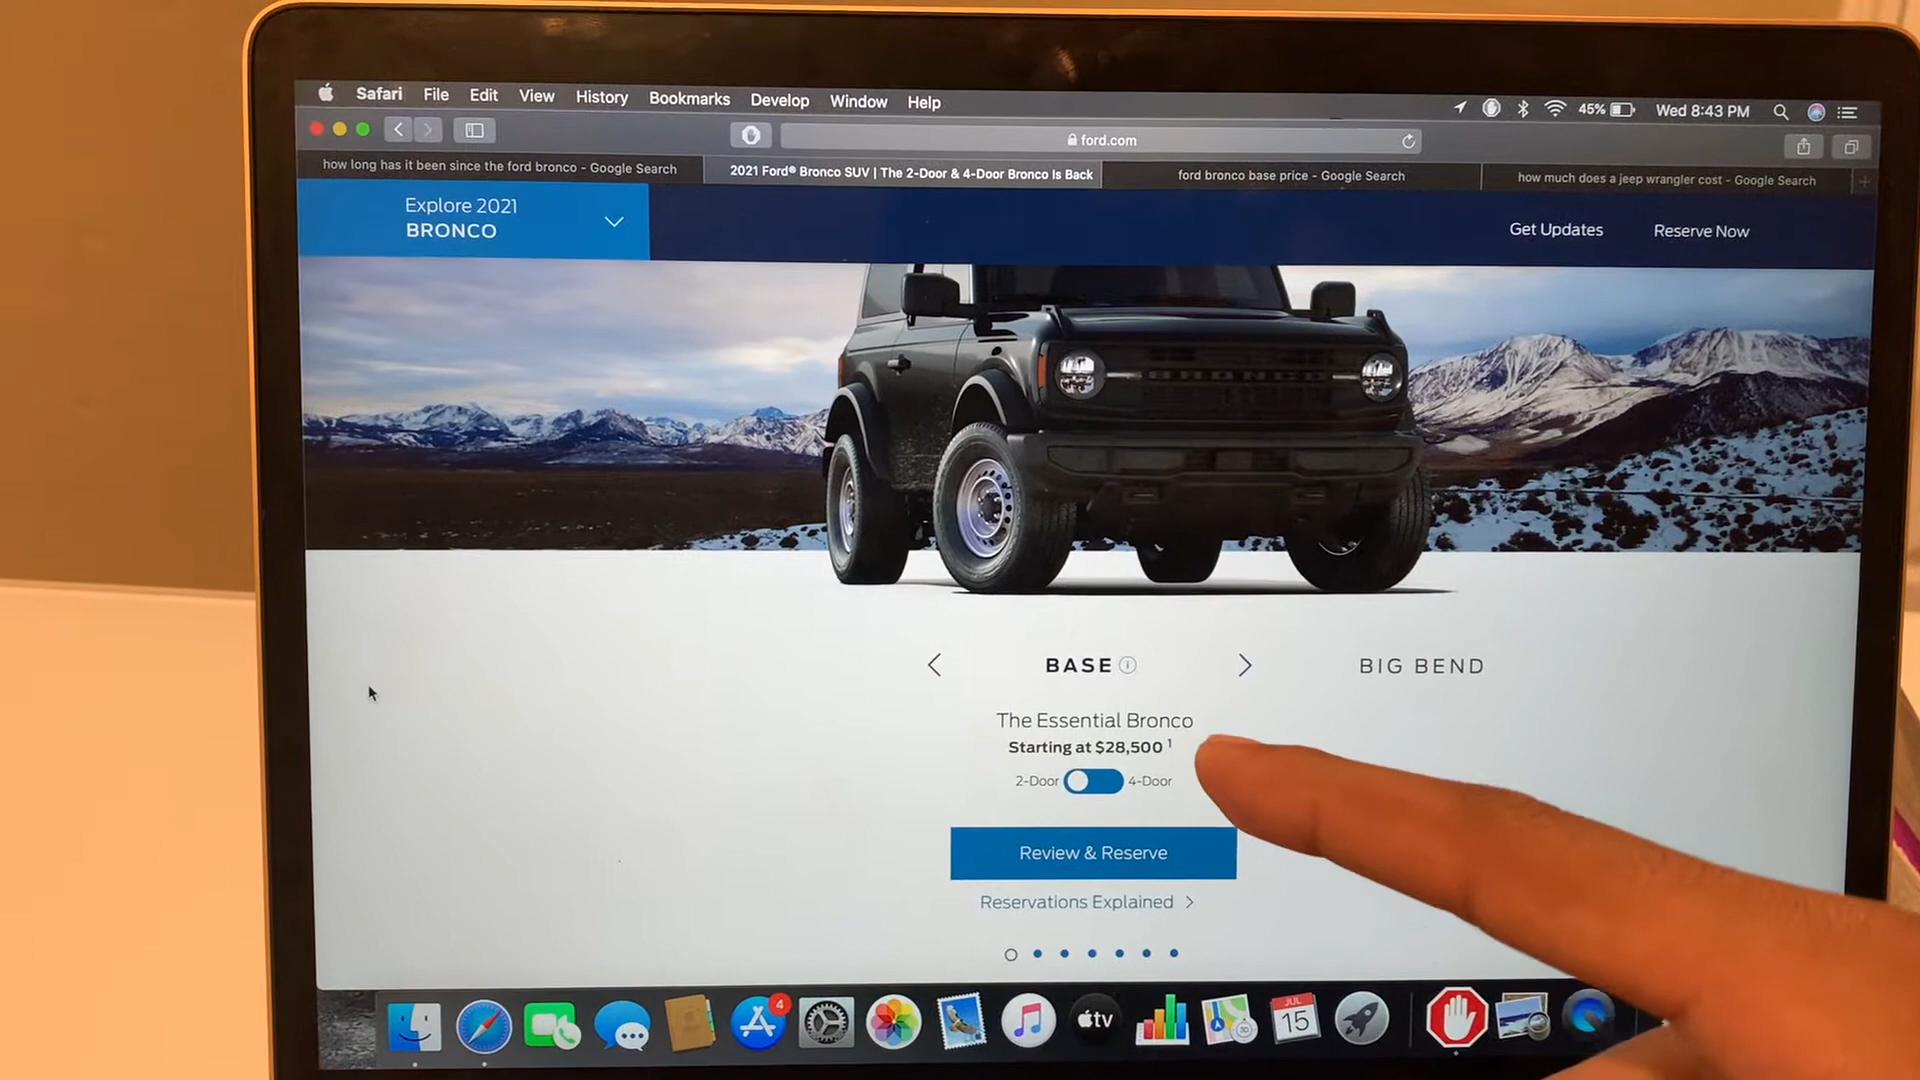 Safari File Edit View History Bookmarks Develop Window Help 45% Wed 8:43 PM
ford.com
how long has it been since the ford bronco - Google Search
2021 Ford® Bronco SUV | The 2-Door & 4-Door Bronco Is Back
ford bronco base price - Google Search
how much does a jeep wrangler cost - Google Search
Explore 2021
BRONCO
Get Updates
Reserve Now
BRONCO
BASE
BIG BEND
The Essential Bronco
Starting at $28,500 1
2-Door 4-Door
Review & Reserve
Reservations Explained
4
tv
JUL
15